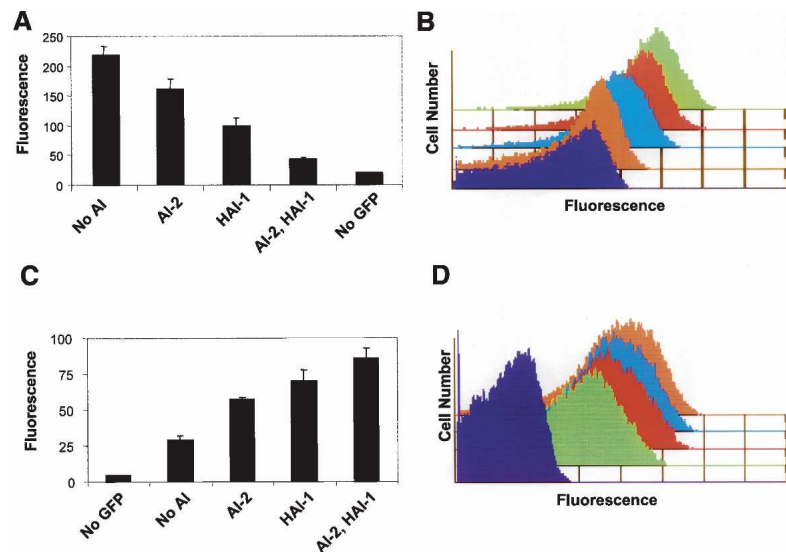 A
Fluorescence
250
200
150
100
50
0
No AI
AI-2
HAI-1
AI-2, HAI-1
No GFP
B
Cell Number
Fluorescence
C
Fluorescence
100
75
50
25
0
No GFP
No AI
AI-2
HAI-1
AI-2, HAI-1
D
Cell Number
Fluorescence